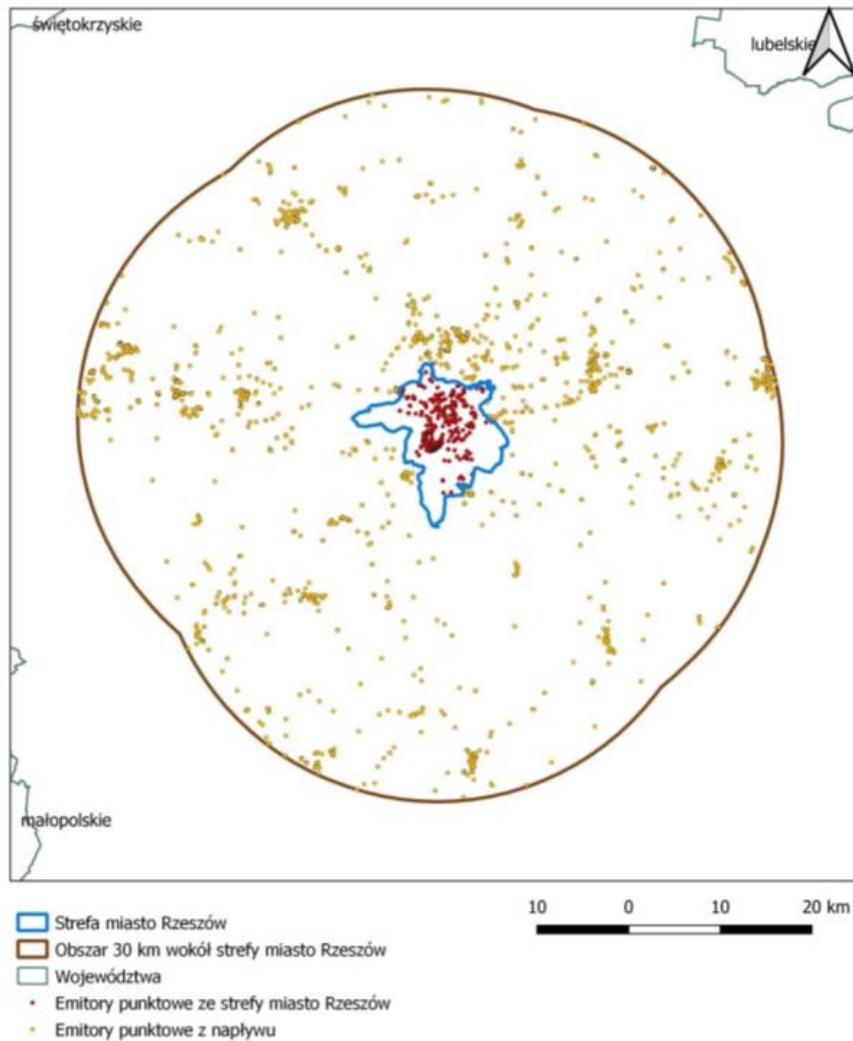 świętokrzyskie
lubelskie
małopolskie
10 0 10 20 km
Strefa miasto Rzeszów
Obszar 30 km wokół strefy miasto Rzeszów
Województwa
Emitory punktowe ze strefy miasto Rzeszów
Emitory punktowe z napływu